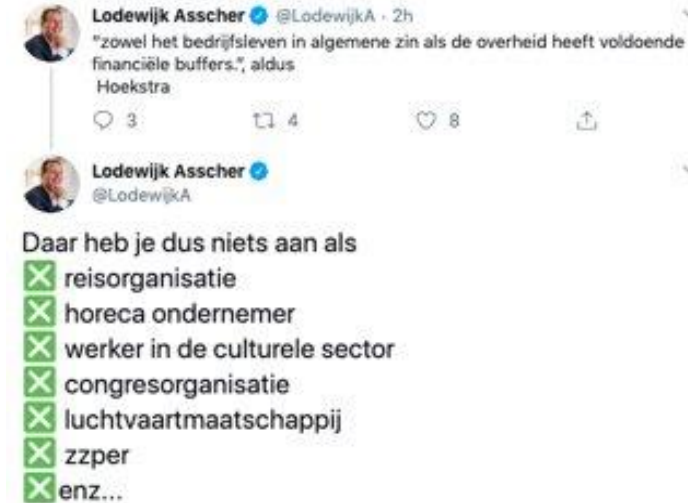 Lodewijk Asscher @LodewijkA · 2h
"zowel het bedrijfsleven in algemene zin als de overheid heeft voldoende
financiële buffers.", aldus
Hoekstra
3 4 8
Lodewijk Asscher
@LodewijkA
Daar heb je dus niets aan als
❎ reisorganisatie
❎ horeca ondernemer
❎ werker in de culturele sector
❎ congresorganisatie
❎ luchtvaartmaatschappij
❎ zzper
❎ enz...